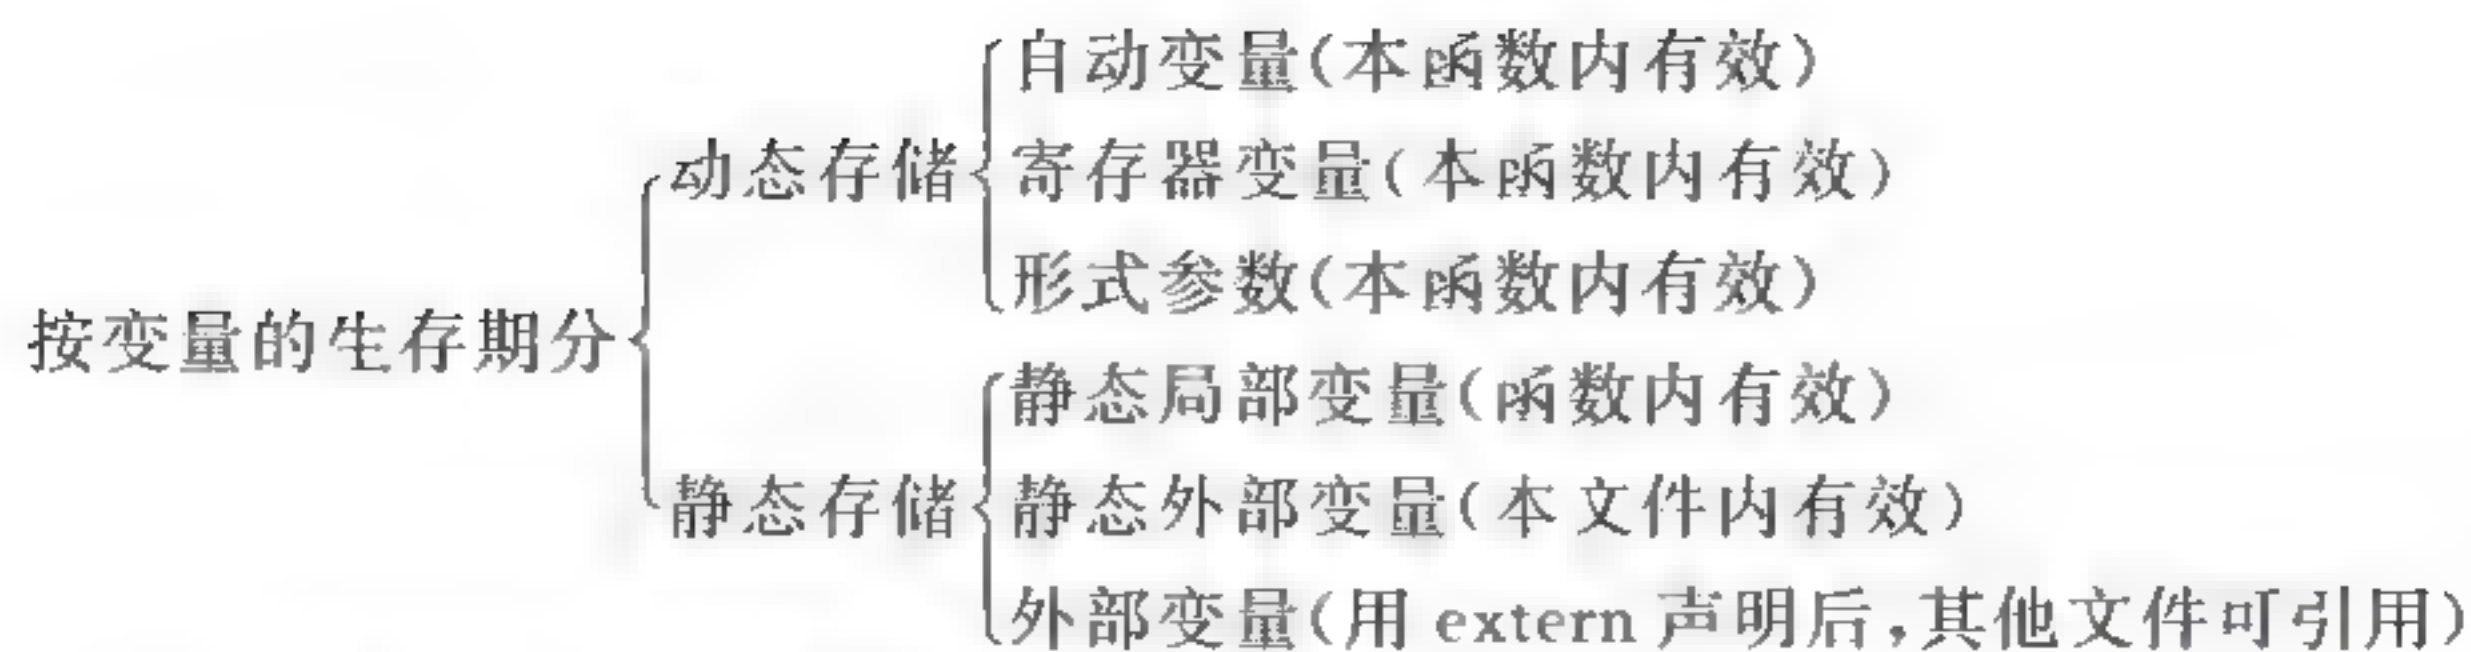 自动变量(本函数内有效)
动态存储
寄存器变量(本函数内有效)
形式参数(本函数内有效)
按变量的生存期分
静态局部变量(函数内有效)
静态存储
静态外部变量(本文件内有效)
外部变量(用 extern 声明后,其他文件可引用)